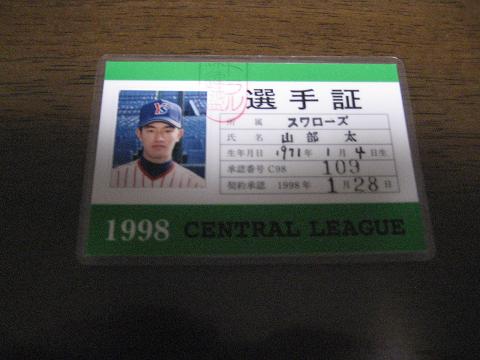 選手証
所属 スワローズ
氏名 山部 太
生年月日 1971年 1月 4日生
承認番号 C98 109
契約承認 1998年 1月28日
1998 CENTRAL LEAGUE